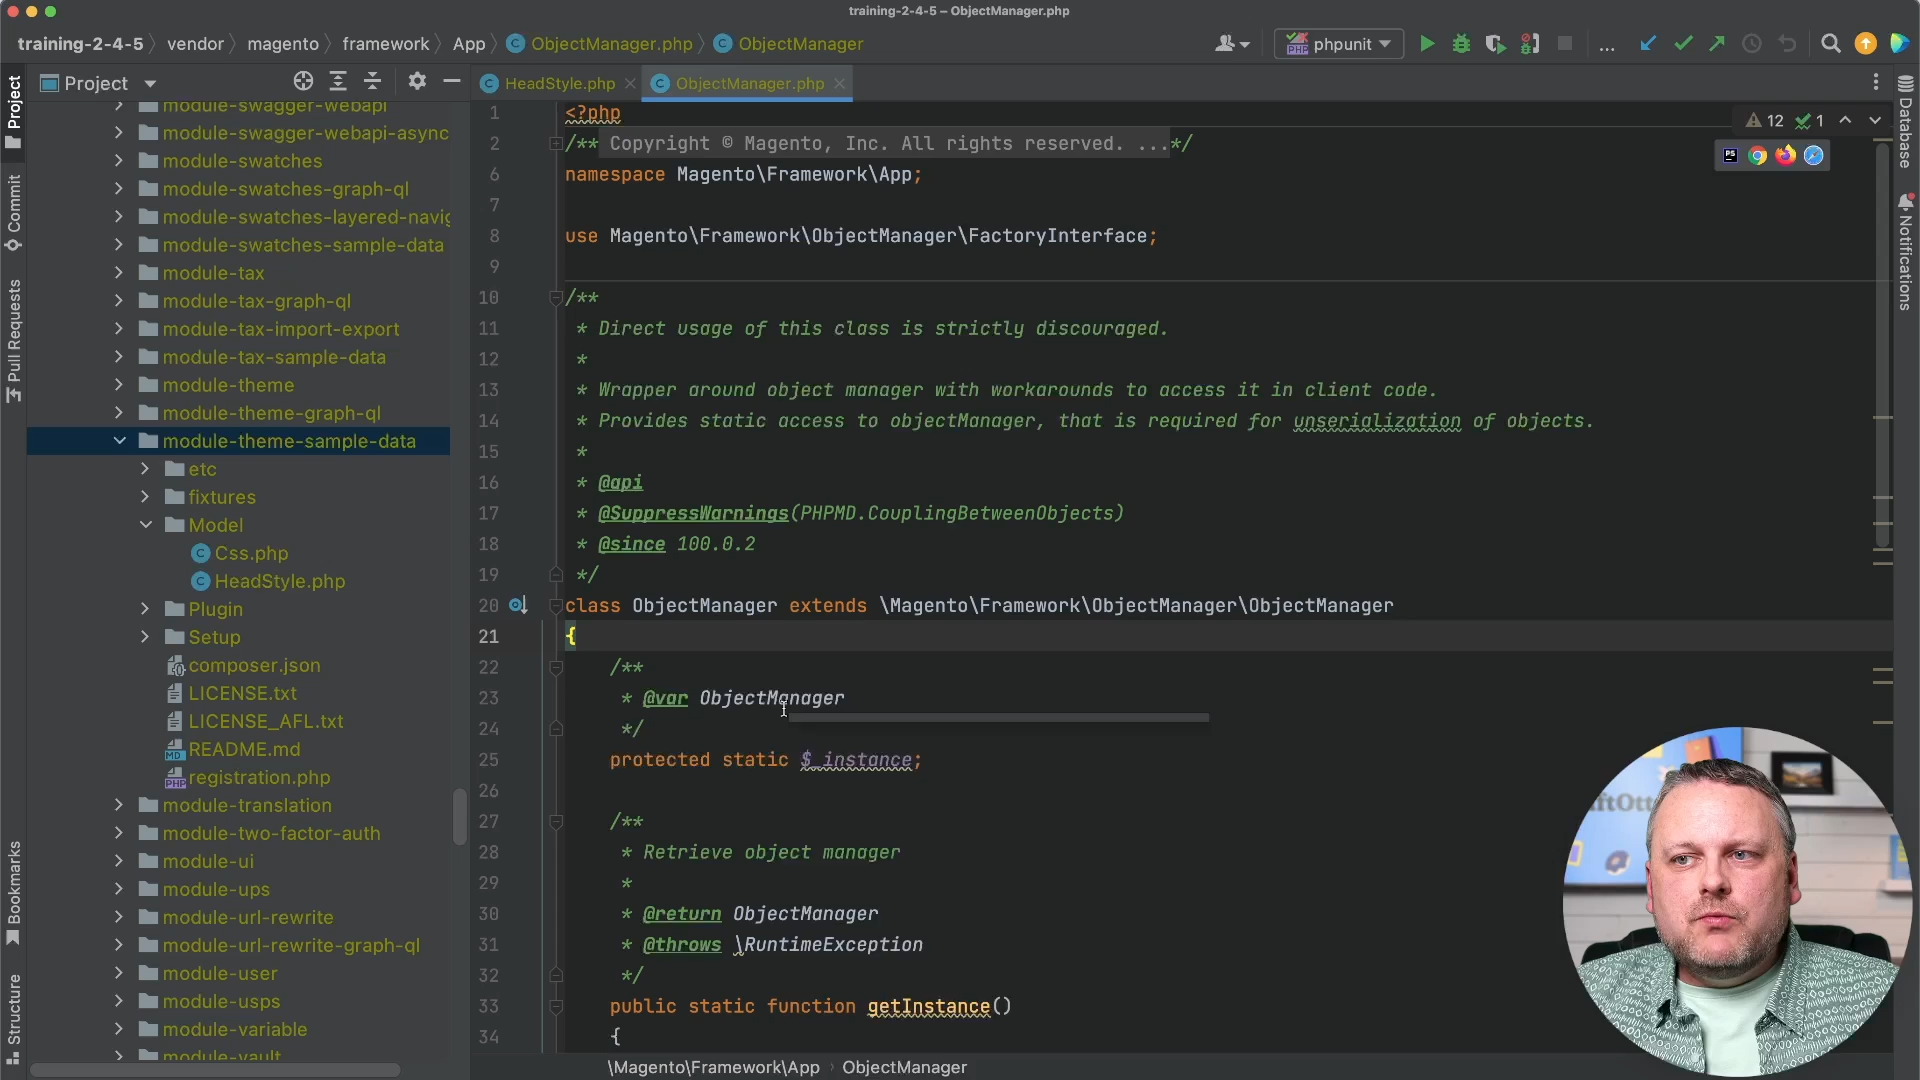 training-2-4-5 – ObjectManager.php
training-2-4-5 vendor magento framework App ObjectManager.php ObjectManager
phpunit
...
Project
HeadStyle.php
ObjectManager.php
Project
Commit
Pull Requests
Bookmarks
Structure
module-swagger-webapi
module-swagger-webapi-async
module-swatches
module-swatches-graph-ql
module-swatches-layered-navig
module-swatches-sample-data
module-tax
module-tax-graph-ql
module-tax-import-export
module-tax-sample-data
module-theme
module-theme-graph-ql
module-theme-sample-data
etc
fixtures
Model
Css.php
HeadStyle.php
Plugin
Setup
composer.json
LICENSE.txt
LICENSE_AFL.txt
README.md
registration.php
module-translation
module-two-factor-auth
module-ui
module-ups
module-url-rewrite
module-url-rewrite-graph-ql
module-user
module-usps
module-variable
module-vault
1 <?php
2 /** Copyright © Magento, Inc. All rights reserved. ...*/
6 namespace Magento\Framework\App;
7
8 use Magento\Framework\ObjectManager\FactoryInterface;
9
10 /**
11 * Direct usage of this class is strictly discouraged.
12 *
13 * Wrapper around object manager with workarounds to access it in client code.
14 * Provides static access to objectManager, that is required for unserialization of objects.
15 *
16 * @api
17 * @SuppressWarnings(PHPMD.CouplingBetweenObjects)
18 * @since 100.0.2
19 */
20 class ObjectManager extends \Magento\Framework\ObjectManager\ObjectManager
21 {
22 /**
23 * @var ObjectManager
24 */
25 protected static $_instance;
26
27 /**
28 * Retrieve object manager
29 *
30 * @return ObjectManager
31 * @throws \RuntimeException
32 */
33 public static function getInstance()
34 {
12 1
Database
Notifications
\Magento\Framework\App ObjectManager